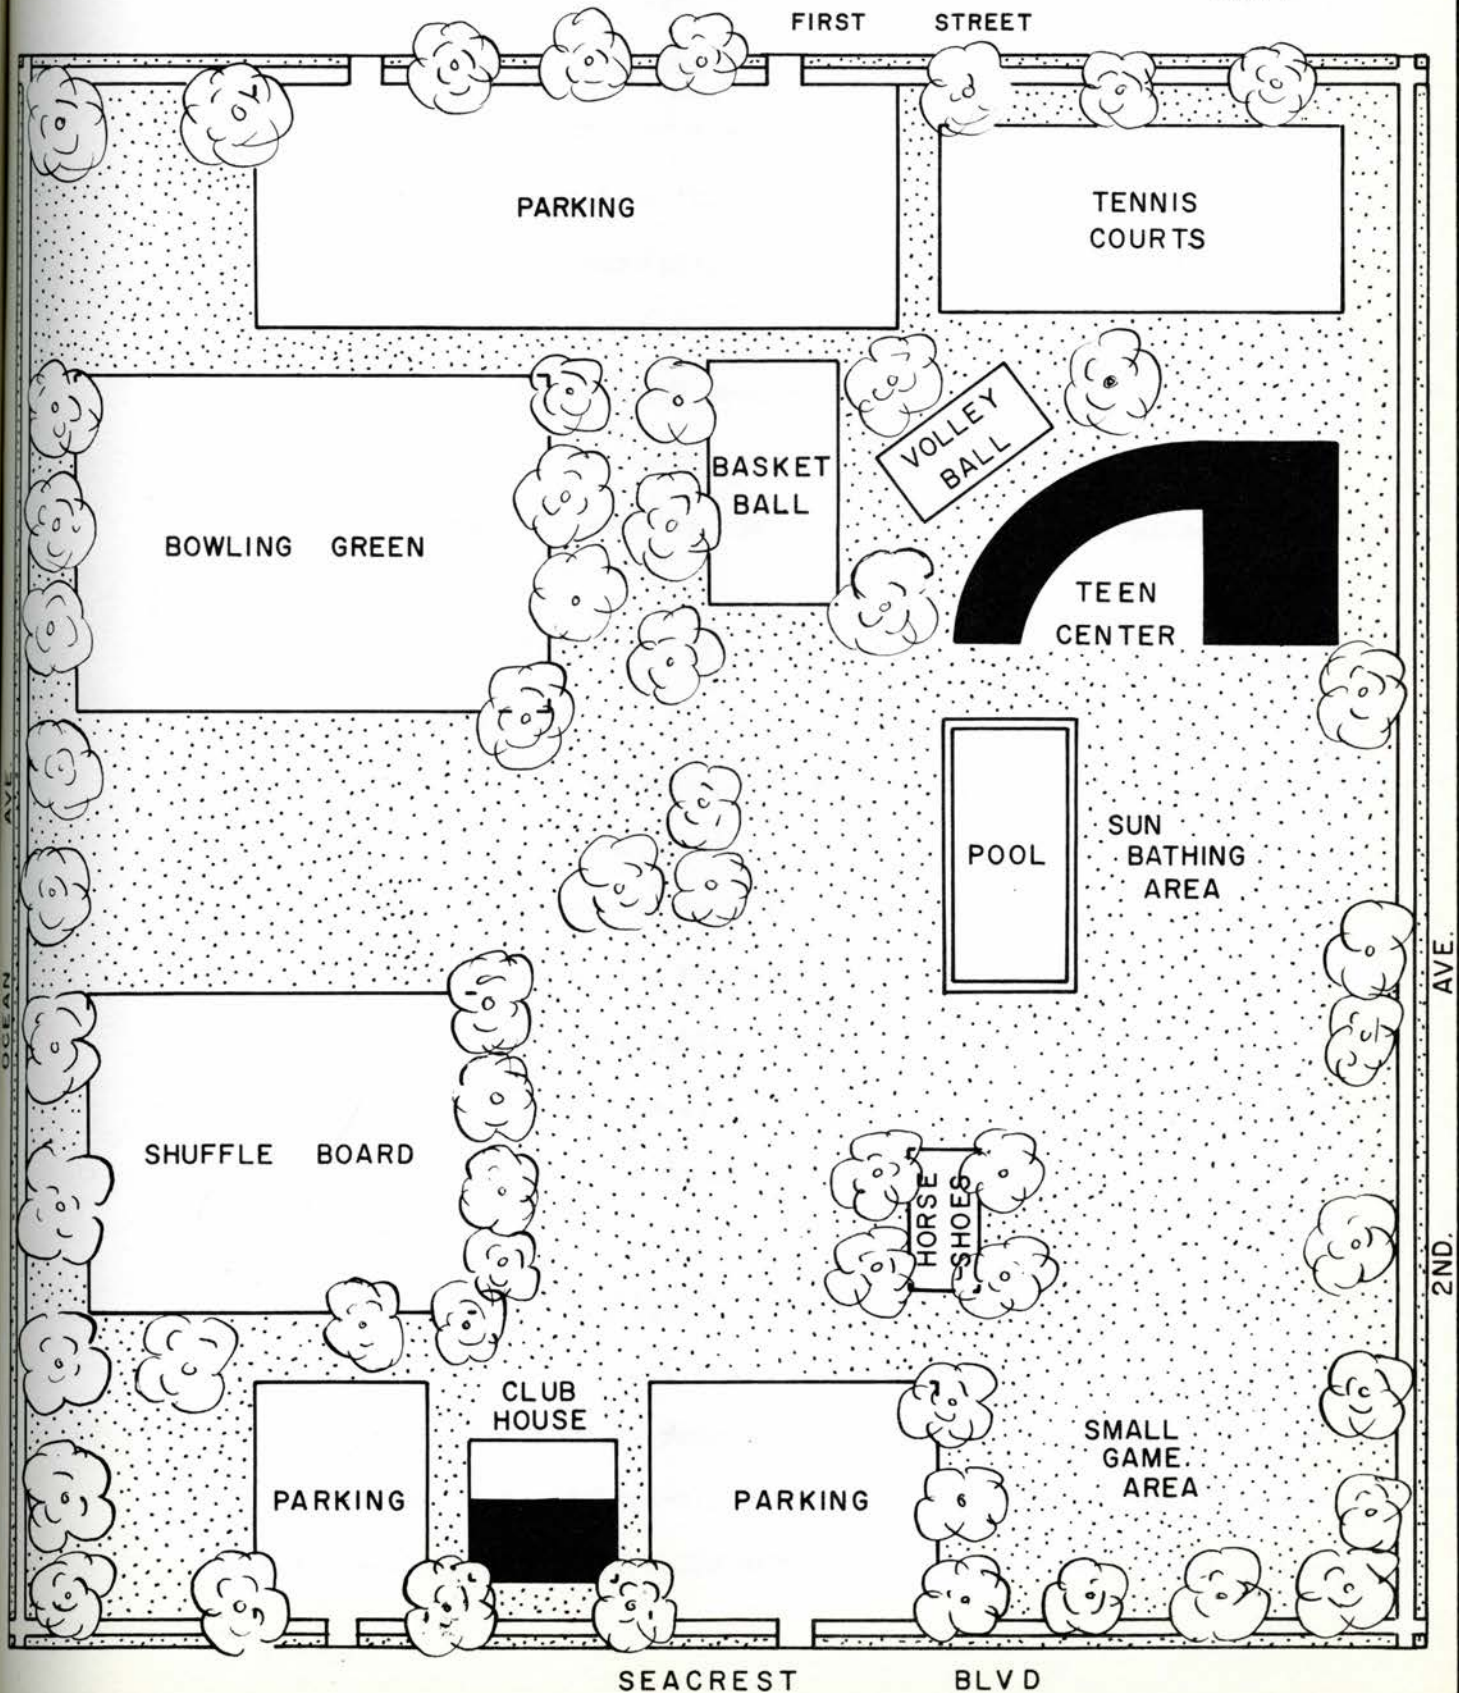 FIRST STREET
PARKING
TENNIS
COURTS
VOLLEY
BALL
BASKET
BALL
BOWLING GREEN
TEEN
CENTER
POOL
SUN
BATHING
AREA
OCEAN AVE.
2ND. AVE.
SHUFFLE BOARD
HORSE
SHOES
CLUB
HOUSE
PARKING
PARKING
SMALL
GAME.
AREA
SEACREST BLVD